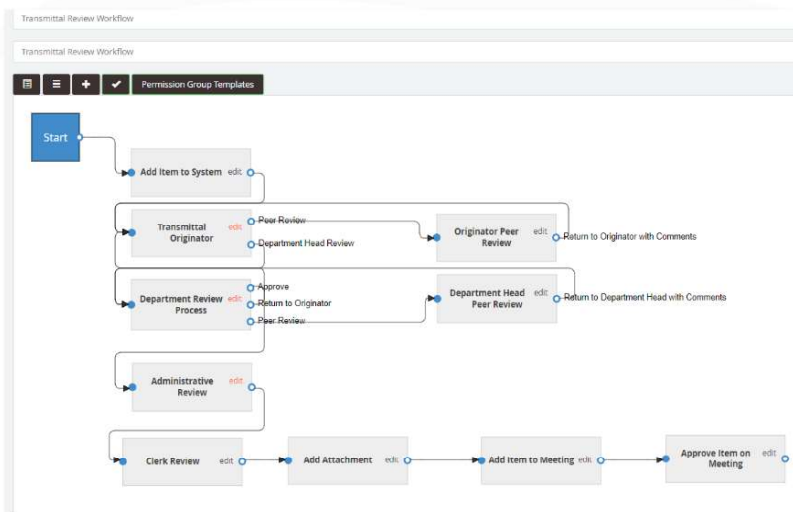 Transmittal Review Workflow
Transmittal Review Workflow
Permission Group Templates
Start
Add Item to System edit
Transmittal
Originator
edit
Peer Review
Department Head Review
Originator Peer
Review
edit
Return to Originator with Comments
Department Review
Process
edit
Approve
Return to Originator
Peer Review
Department Head
Peer Review
edit
Return to Department Head with Comments
Administrative
Review
edit
Clerk Review edit
Add Attachment edit
Add Item to Meeting edit
Approve Item on
Meeting
edit